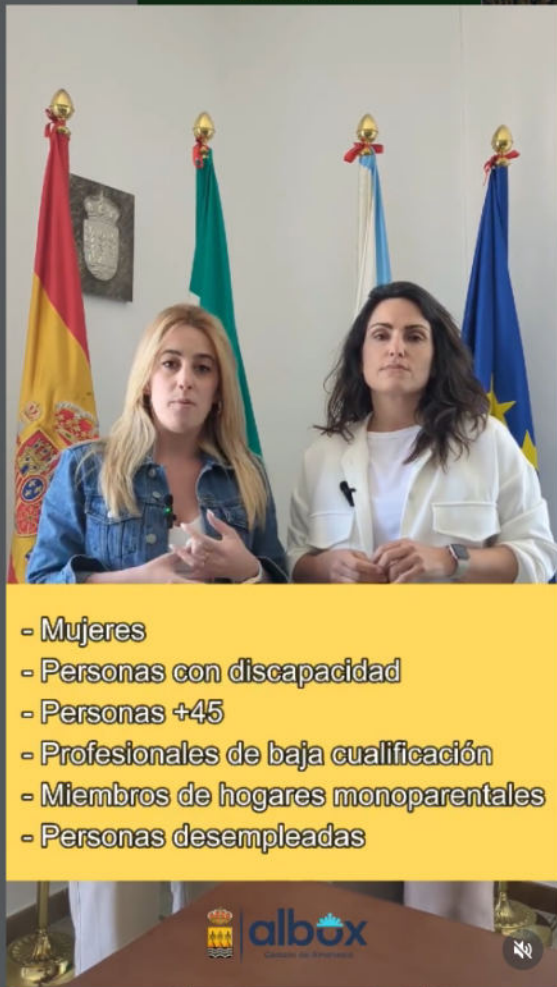 - Mujeres
- Personas con discapacidad
- Personas +45
- Profesionales de baja cualificación
- Miembros de hogares monoparentales
- Personas desempleadas
albox